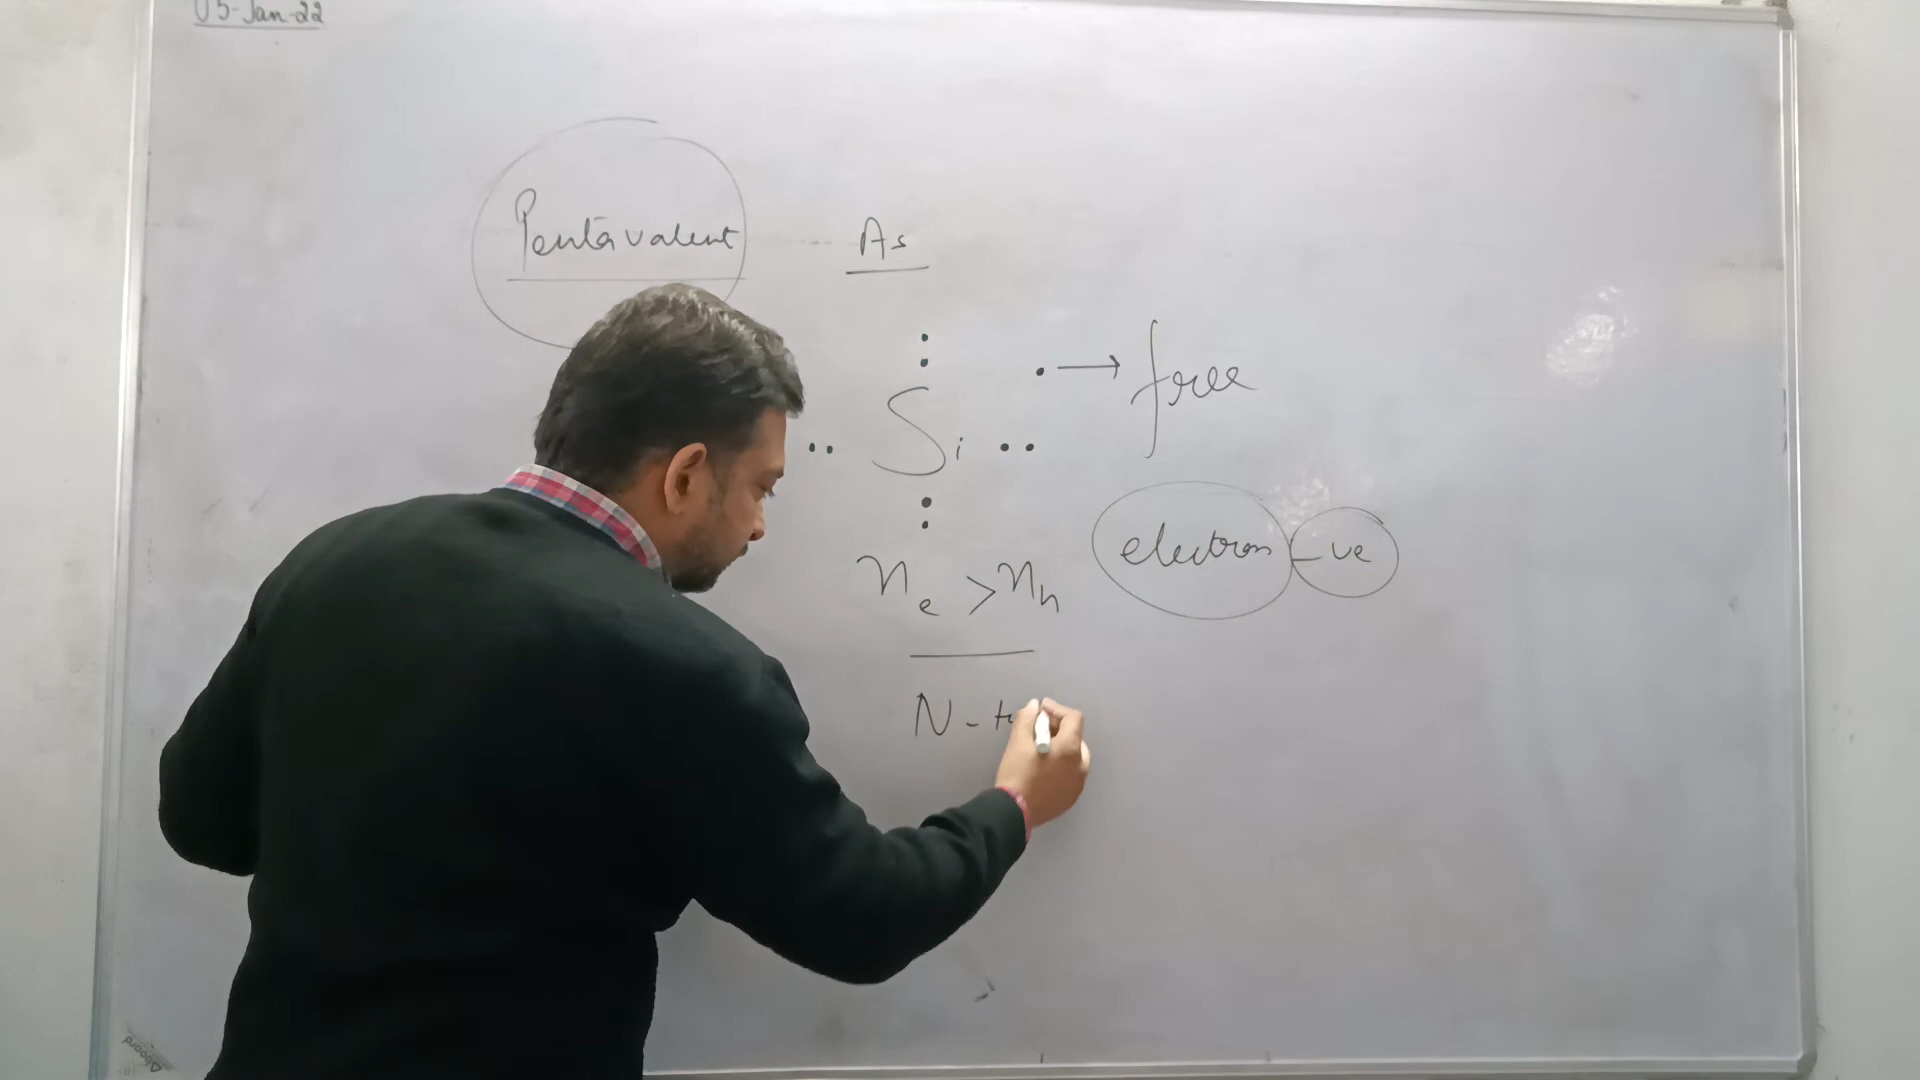 05-Jan-22
Pentavalent As
free
Si
electron -ve
ne > nh
N-